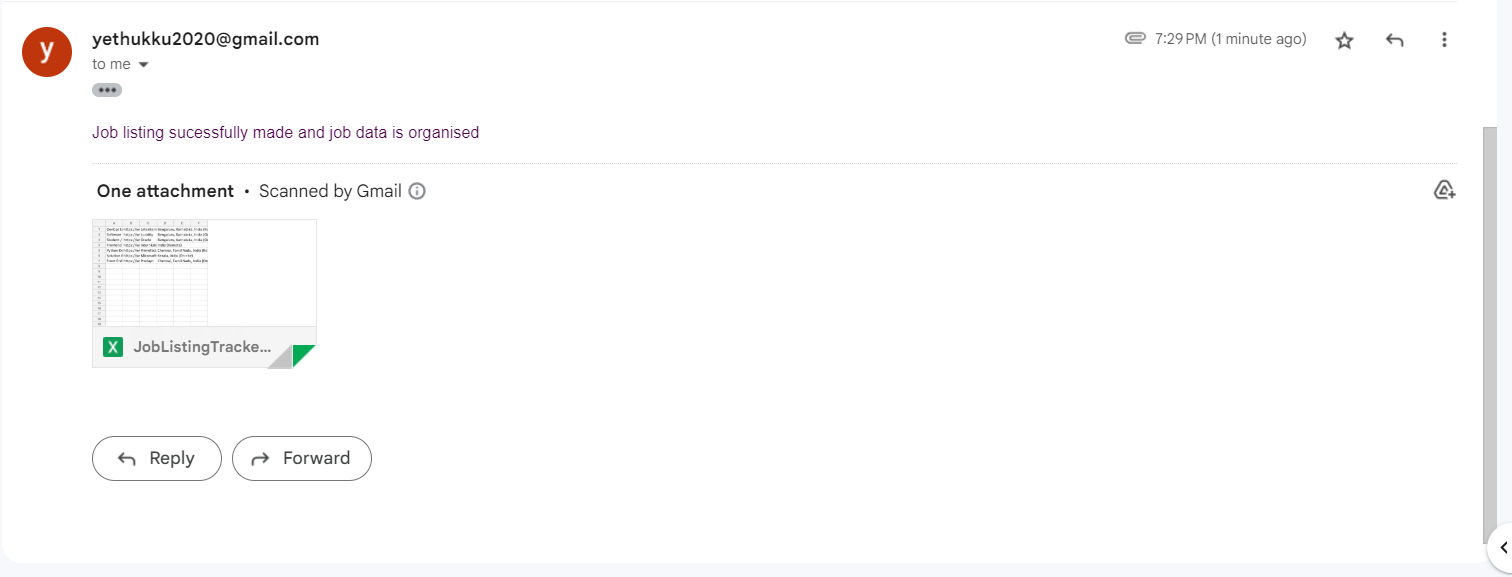 y
yethukku2020@gmail.com
7:29 PM (1 minute ago)
to me
Job listing sucessfully made and job data is organised
One attachment • Scanned by Gmail
X JobListingTracke...
Reply
Forward